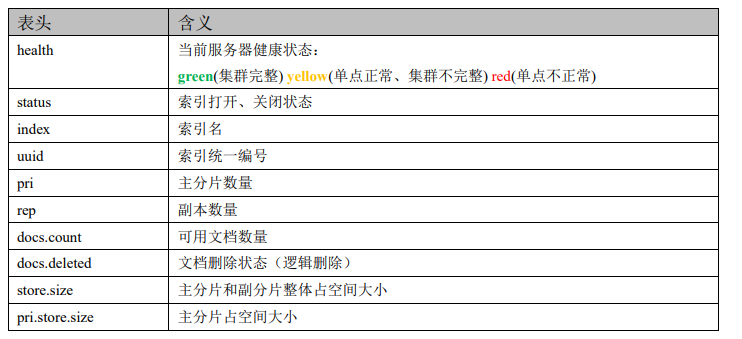 表头 含义
health 当前服务器健康状态：
green(集群完整) yellow(单点正常、集群不完整) red(单点不正常)
status 索引打开、关闭状态
index 索引名
uuid 索引统一编号
pri 主分片数量
rep 副本数量
docs.count 可用文档数量
docs.deleted 文档删除状态（逻辑删除）
store.size 主分片和副分片整体占空间大小
pri.store.size 主分片占空间大小